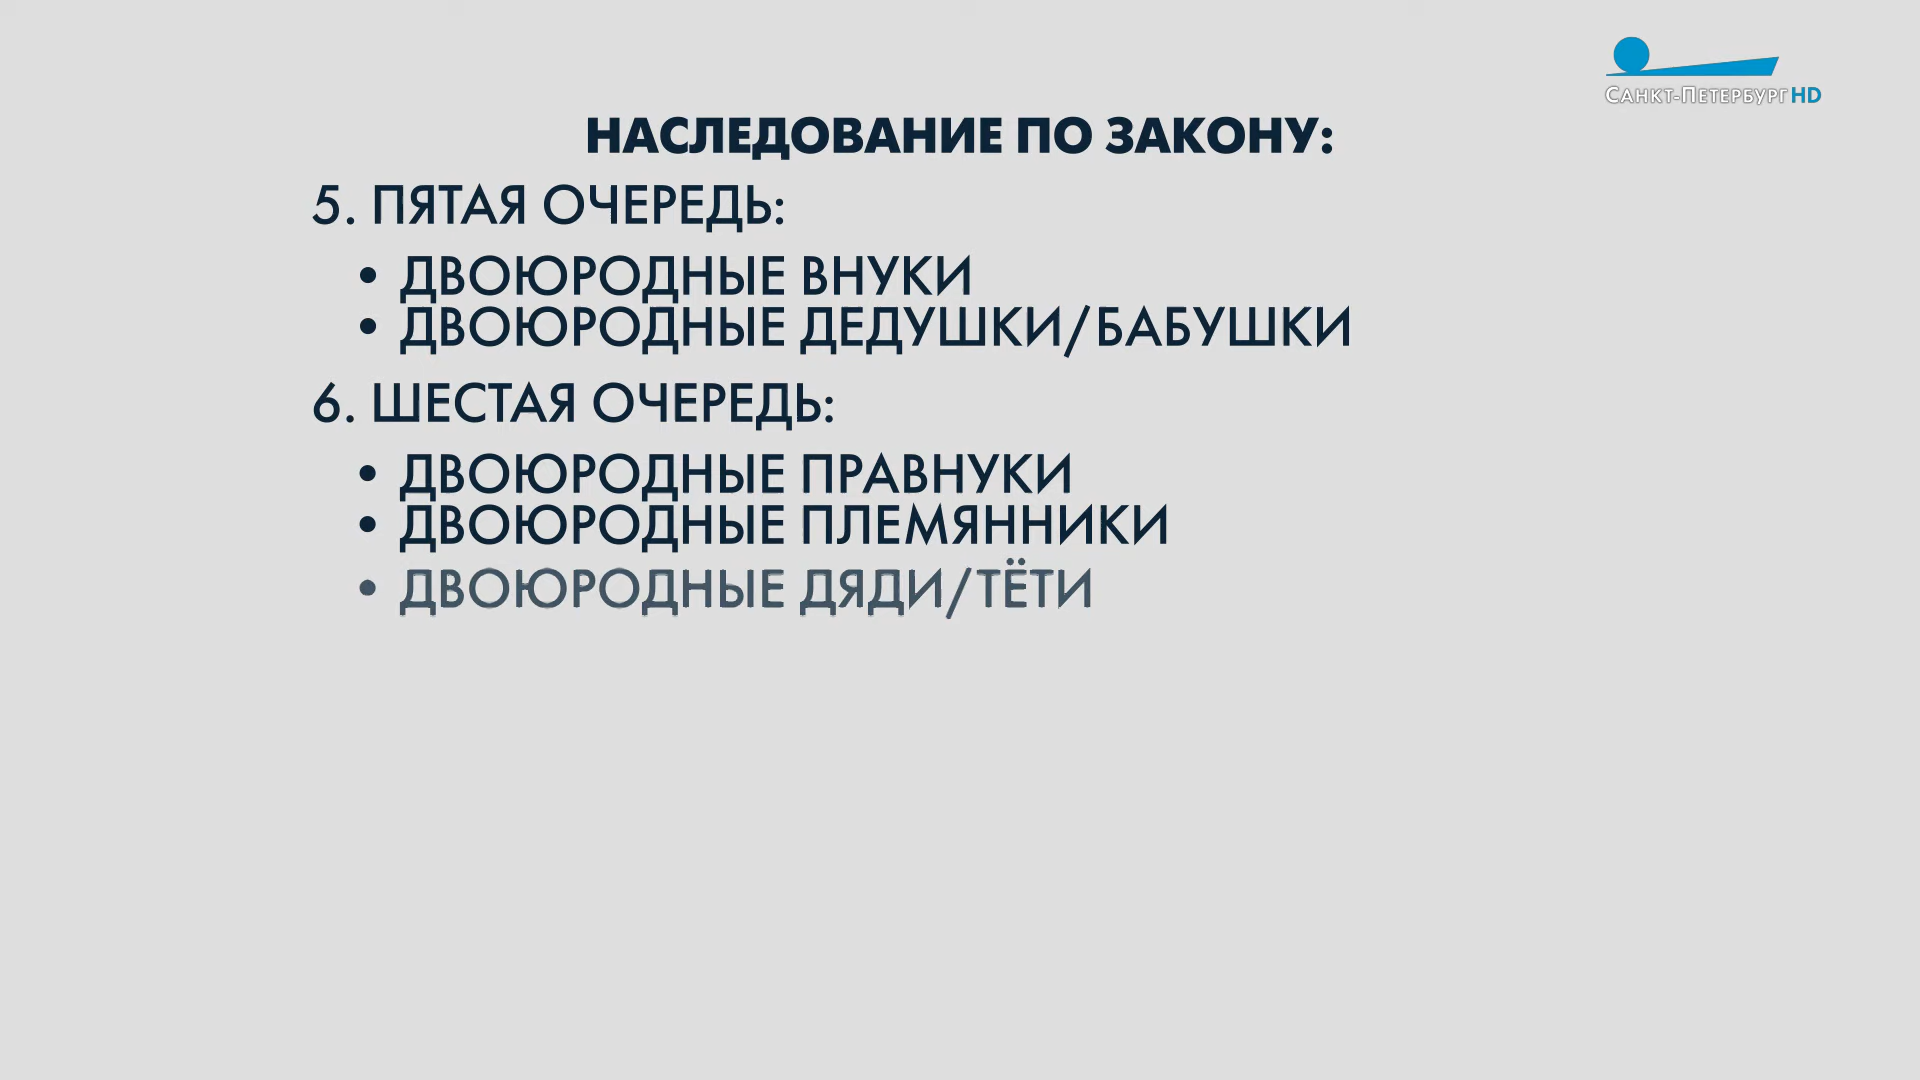 САНКТ-ПЕТЕРБУРГ HD
НАСЛЕДОВАНИЕ ПО ЗАКОНУ:
5. ПЯТАЯ ОЧЕРЕДЬ:
• ДВОЮРОДНЫЕ ВНУКИ
• ДВОЮРОДНЫЕ ДЕДУШКИ/БАБУШКИ
6. ШЕСТАЯ ОЧЕРЕДЬ:
• ДВОЮРОДНЫЕ ПРАВНУКИ
• ДВОЮРОДНЫЕ ПЛЕМЯННИКИ
• ДВОЮРОДНЫЕ ДЯДИ/ТЁТИ